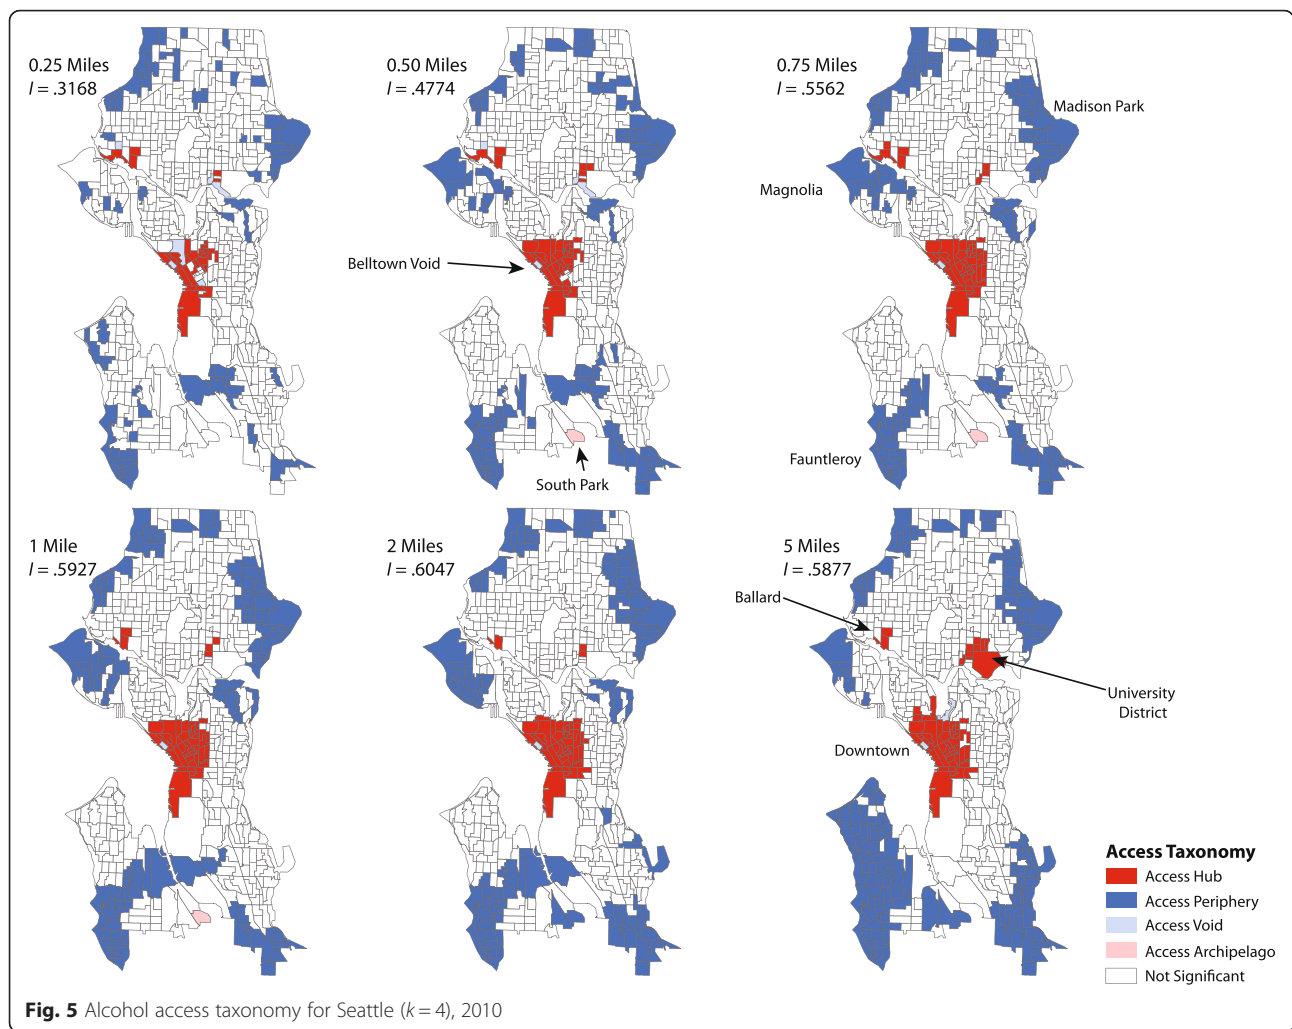 0.25 Miles
I = .3168
0.50 Miles
I = .4774
0.75 Miles
I = .5562
Madison Park
Magnolia
Belltown Void
Fauntleroy
South Park
1 Mile
I = .5927
2 Miles
I = .6047
5 Miles
I = .5877
Ballard
University
District
Downtown
Access Taxonomy
Access Hub
Access Periphery
Access Void
Access Archipelago
Not Significant
Fig. 5 Alcohol access taxonomy for Seattle (k = 4), 2010